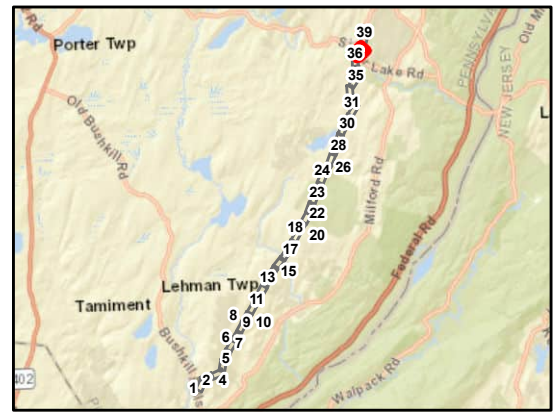 Porter Twp
39
36
Lake Rd
35
PENNSYLVA
NEW JERSEY
Old
Old Bushkill Rd
31
30
28
26
24
23
22
20
18
Milford Rd
17
15
13
Lehman Twp
11
10
9
8
7
6
5
4
2
1
Federal Rd
Tamiment
Bushkill
Walpack Rd
402